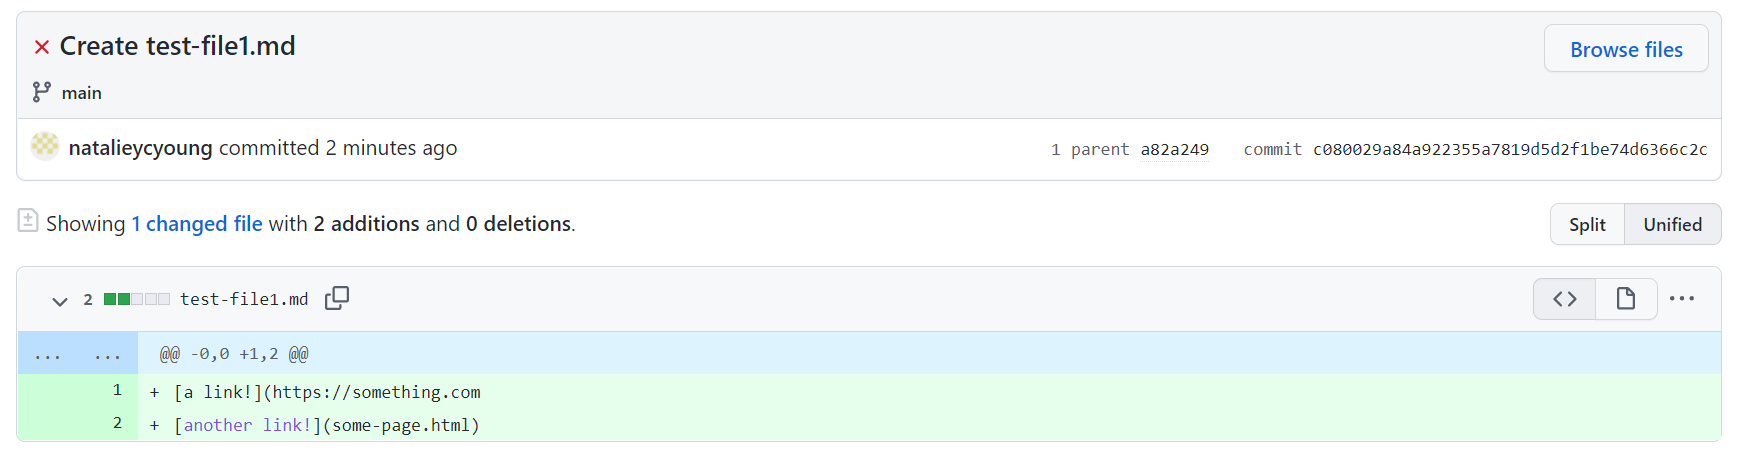 Create test-file1.md
Browse files
main
natalieycyoung committed 2 minutes ago
1 parent a82a249 commit c080029a84a922355a7819d5d2f1be74d6366c2c
Showing 1 changed file with 2 additions and 0 deletions.
Split Unified
2 test-file1.md
... ... @@ -0,0 +1,2 @@
1 + [a link!](https://something.com
2 + [another link!](some-page.html)